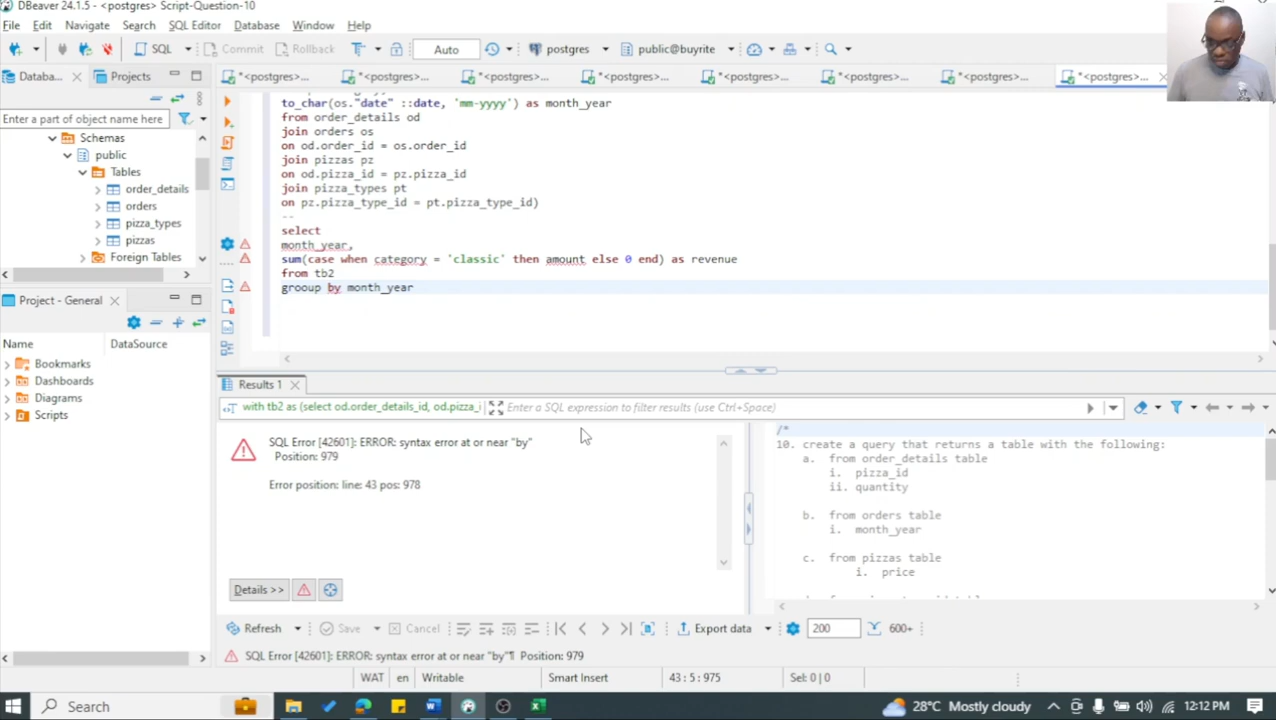 DBeaver 24.1.5 - <postgres> Script-Question-10
File Edit Navigate Search SQL Editor Database Window Help
SQL Commit Rollback Auto postgres public@buyrite
Databa... Projects *<postgres>... *<postgres>... *<postgres>... *<postgres>... *<postgres>... *<postgres>... *<postgres>... *<postgres>...
Enter a part of object name here
Schemas
public
Tables
order_details
orders
pizza_types
pizzas
Foreign Tables
to_char(os."date" ::date, 'mm-yyyy') as month_year
from order_details od
join orders os
on od.order_id = os.order_id
join pizzas pz
on od.pizza_id = pz.pizza_id
join pizza_types pt
on pz.pizza_type_id = pt.pizza_type_id)
--
select
month_year,
sum(case when category = 'classic' then amount else 0 end) as revenue
from tb2
grooup by month_year
Project - General
Name DataSource
Bookmarks
Dashboards
Diagrams
Scripts
Results 1
with tb2 as (select od.order_details_id, od.pizza_i Enter a SQL expression to filter results (use Ctrl+Space)
SQL Error [42601]: ERROR: syntax error at or near "by"
Position: 979
Error position: line: 43 pos: 978
Details >>
/*
10. create a query that returns a table with the following:
a. from order_details table
i. pizza_id
ii. quantity
b. from orders table
i. month_year
c. from pizzas table
i. price
Refresh Save Cancel Export data 200 600+
SQL Error [42601]: ERROR: syntax error at or near "by"¶ Position: 979
WAT en Writable Smart Insert 43 : 5 : 975 Sel: 0 | 0
Search 28°C Mostly cloudy 12:12 PM